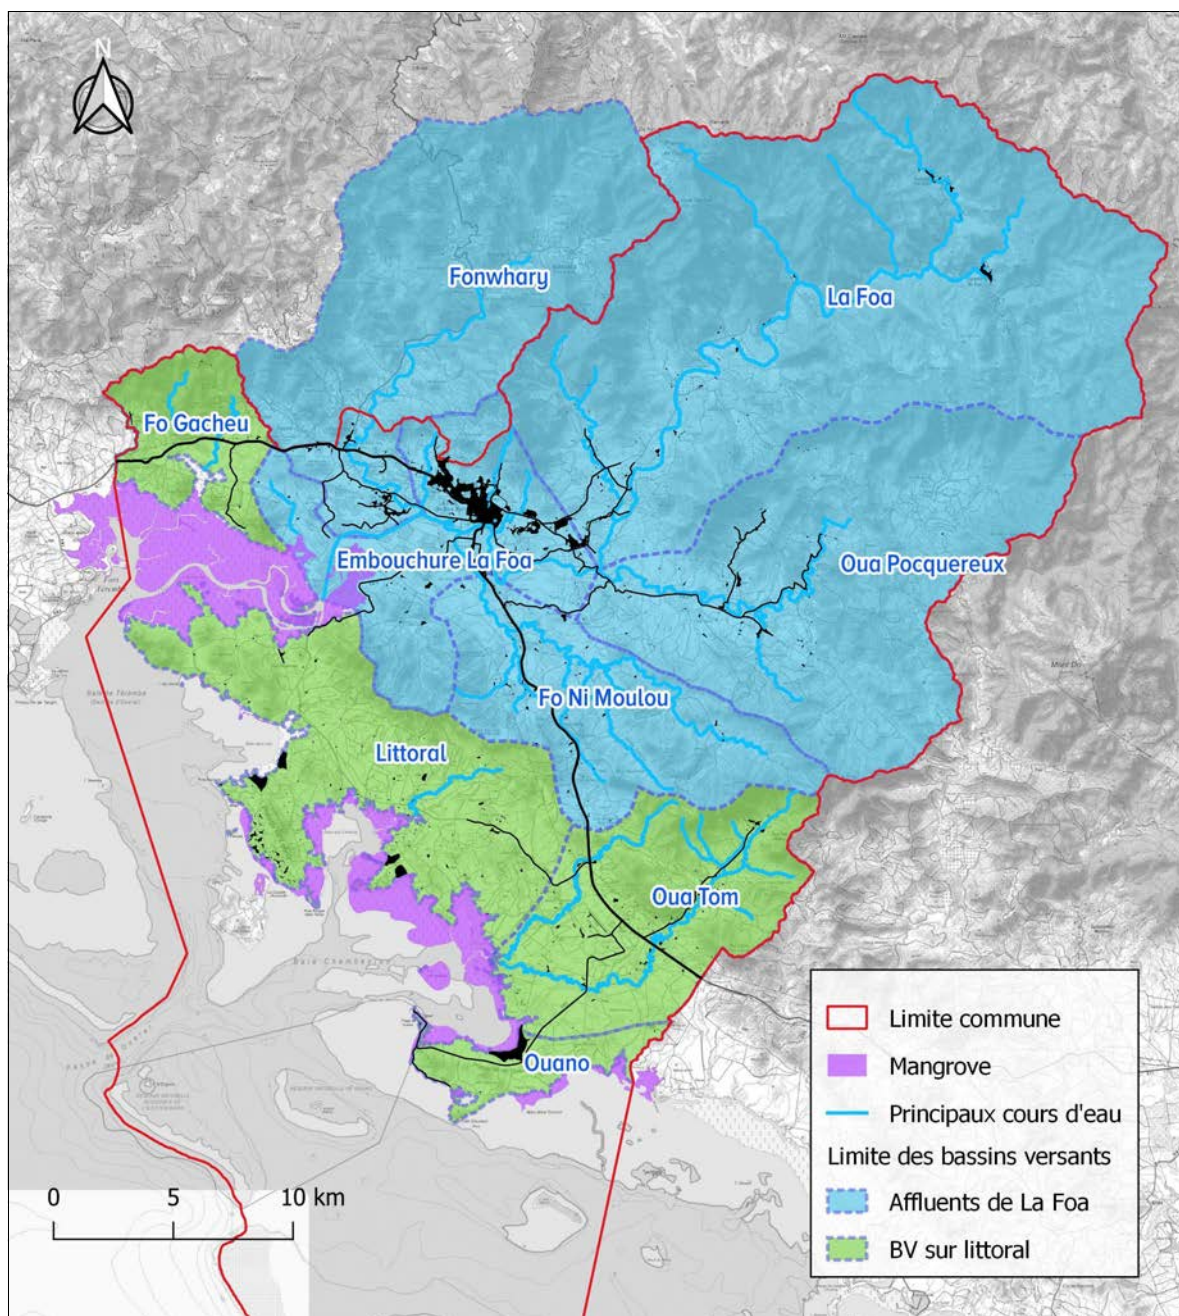 N
Fonwhary
La Foa
Fo Gacheu
Embouchure La Foa
Oua Pocquereux
Fo Ni Moulou
Littoral
Oua Tom
Ouano
Limite commune
Mangrove
Principaux cours d'eau
Limite des bassins versants
Affluents de La Foa
BV sur littoral
0 5 10 km